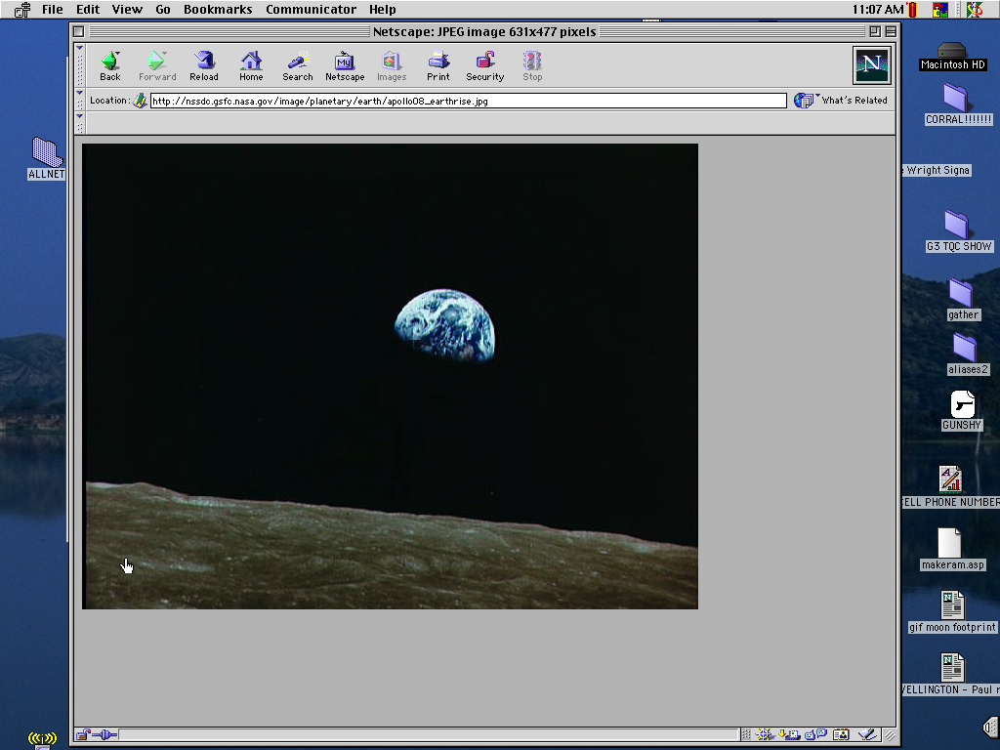 File Edit View Go Bookmarks Communicator Help 11:07 AM
Netscape: JPEG image 631x477 pixels
Back Forward Reload Home Search Netscape Images Print Security Stop
My
N
Location: http://nssdc.gsfc.nasa.gov/image/planetary/earth/apollo08_earthrise.jpg What's Related
Macintosh HD
CORRAL!!!!!!!
ALLNET
Wright Signa
G3 TQC SHOW
gather
aliases2
GUNSHY
CELL PHONE NUMBER
makeram.asp
gif moon footprint
WELLINGTON - Paul